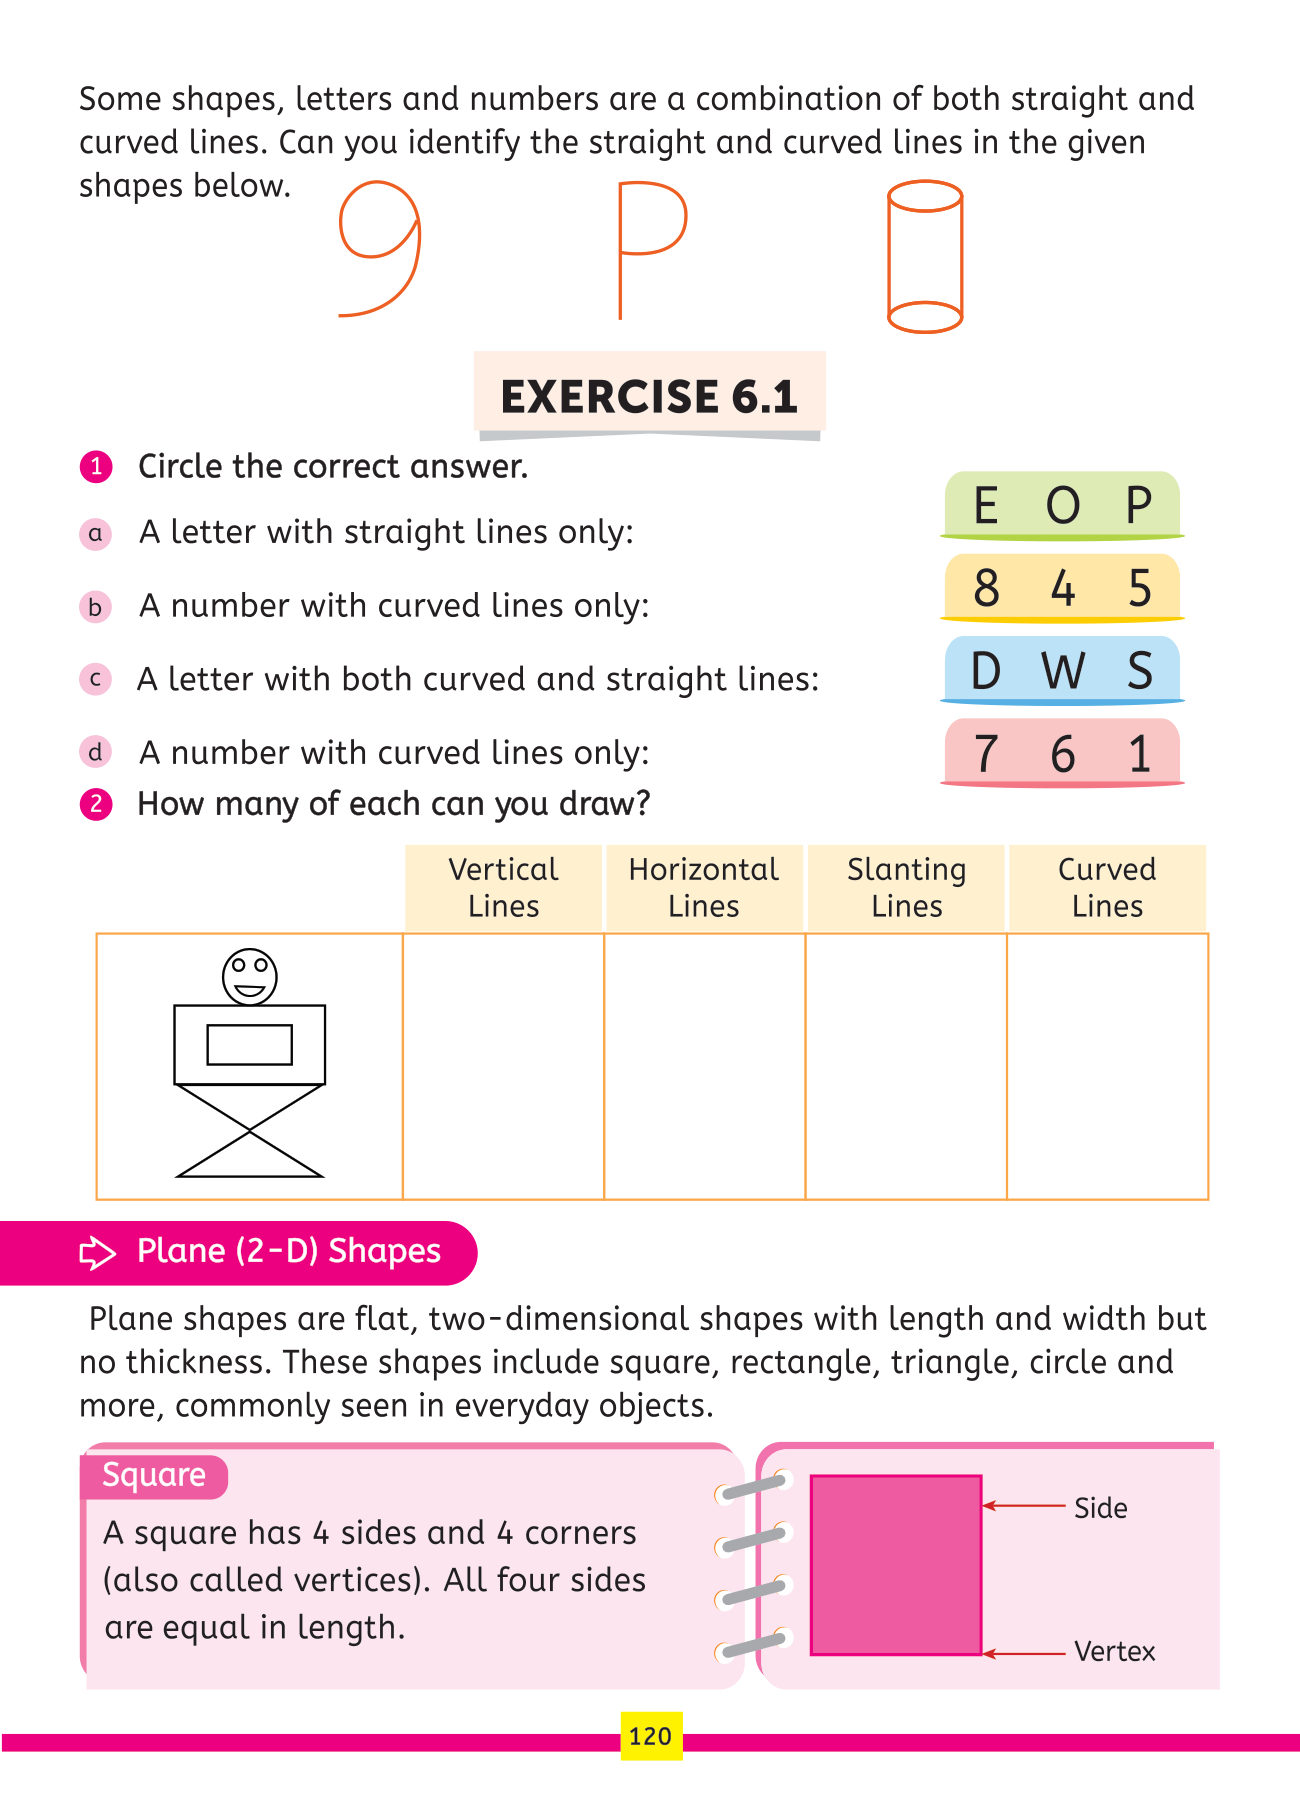 Some shapes, letters and numbers are a combination of both straight and
curved lines. Can you identify the straight and curved lines in the given
shapes below.
9 P
EXERCISE 6.1
1 Circle the correct answer.
a A letter with straight lines only: E O P
b A number with curved lines only: 8 4 5
c A letter with both curved and straight lines: D W S
d A number with curved lines only: 7 6 1
2 How many of each can you draw?
Vertical Lines Horizontal Lines Slanting Lines Curved Lines
Plane (2-D) Shapes
Plane shapes are flat, two-dimensional shapes with length and width but
no thickness. These shapes include square, rectangle, triangle, circle and
more, commonly seen in everyday objects.
Square
A square has 4 sides and 4 corners
(also called vertices). All four sides
are equal in length.
Side
Vertex
120